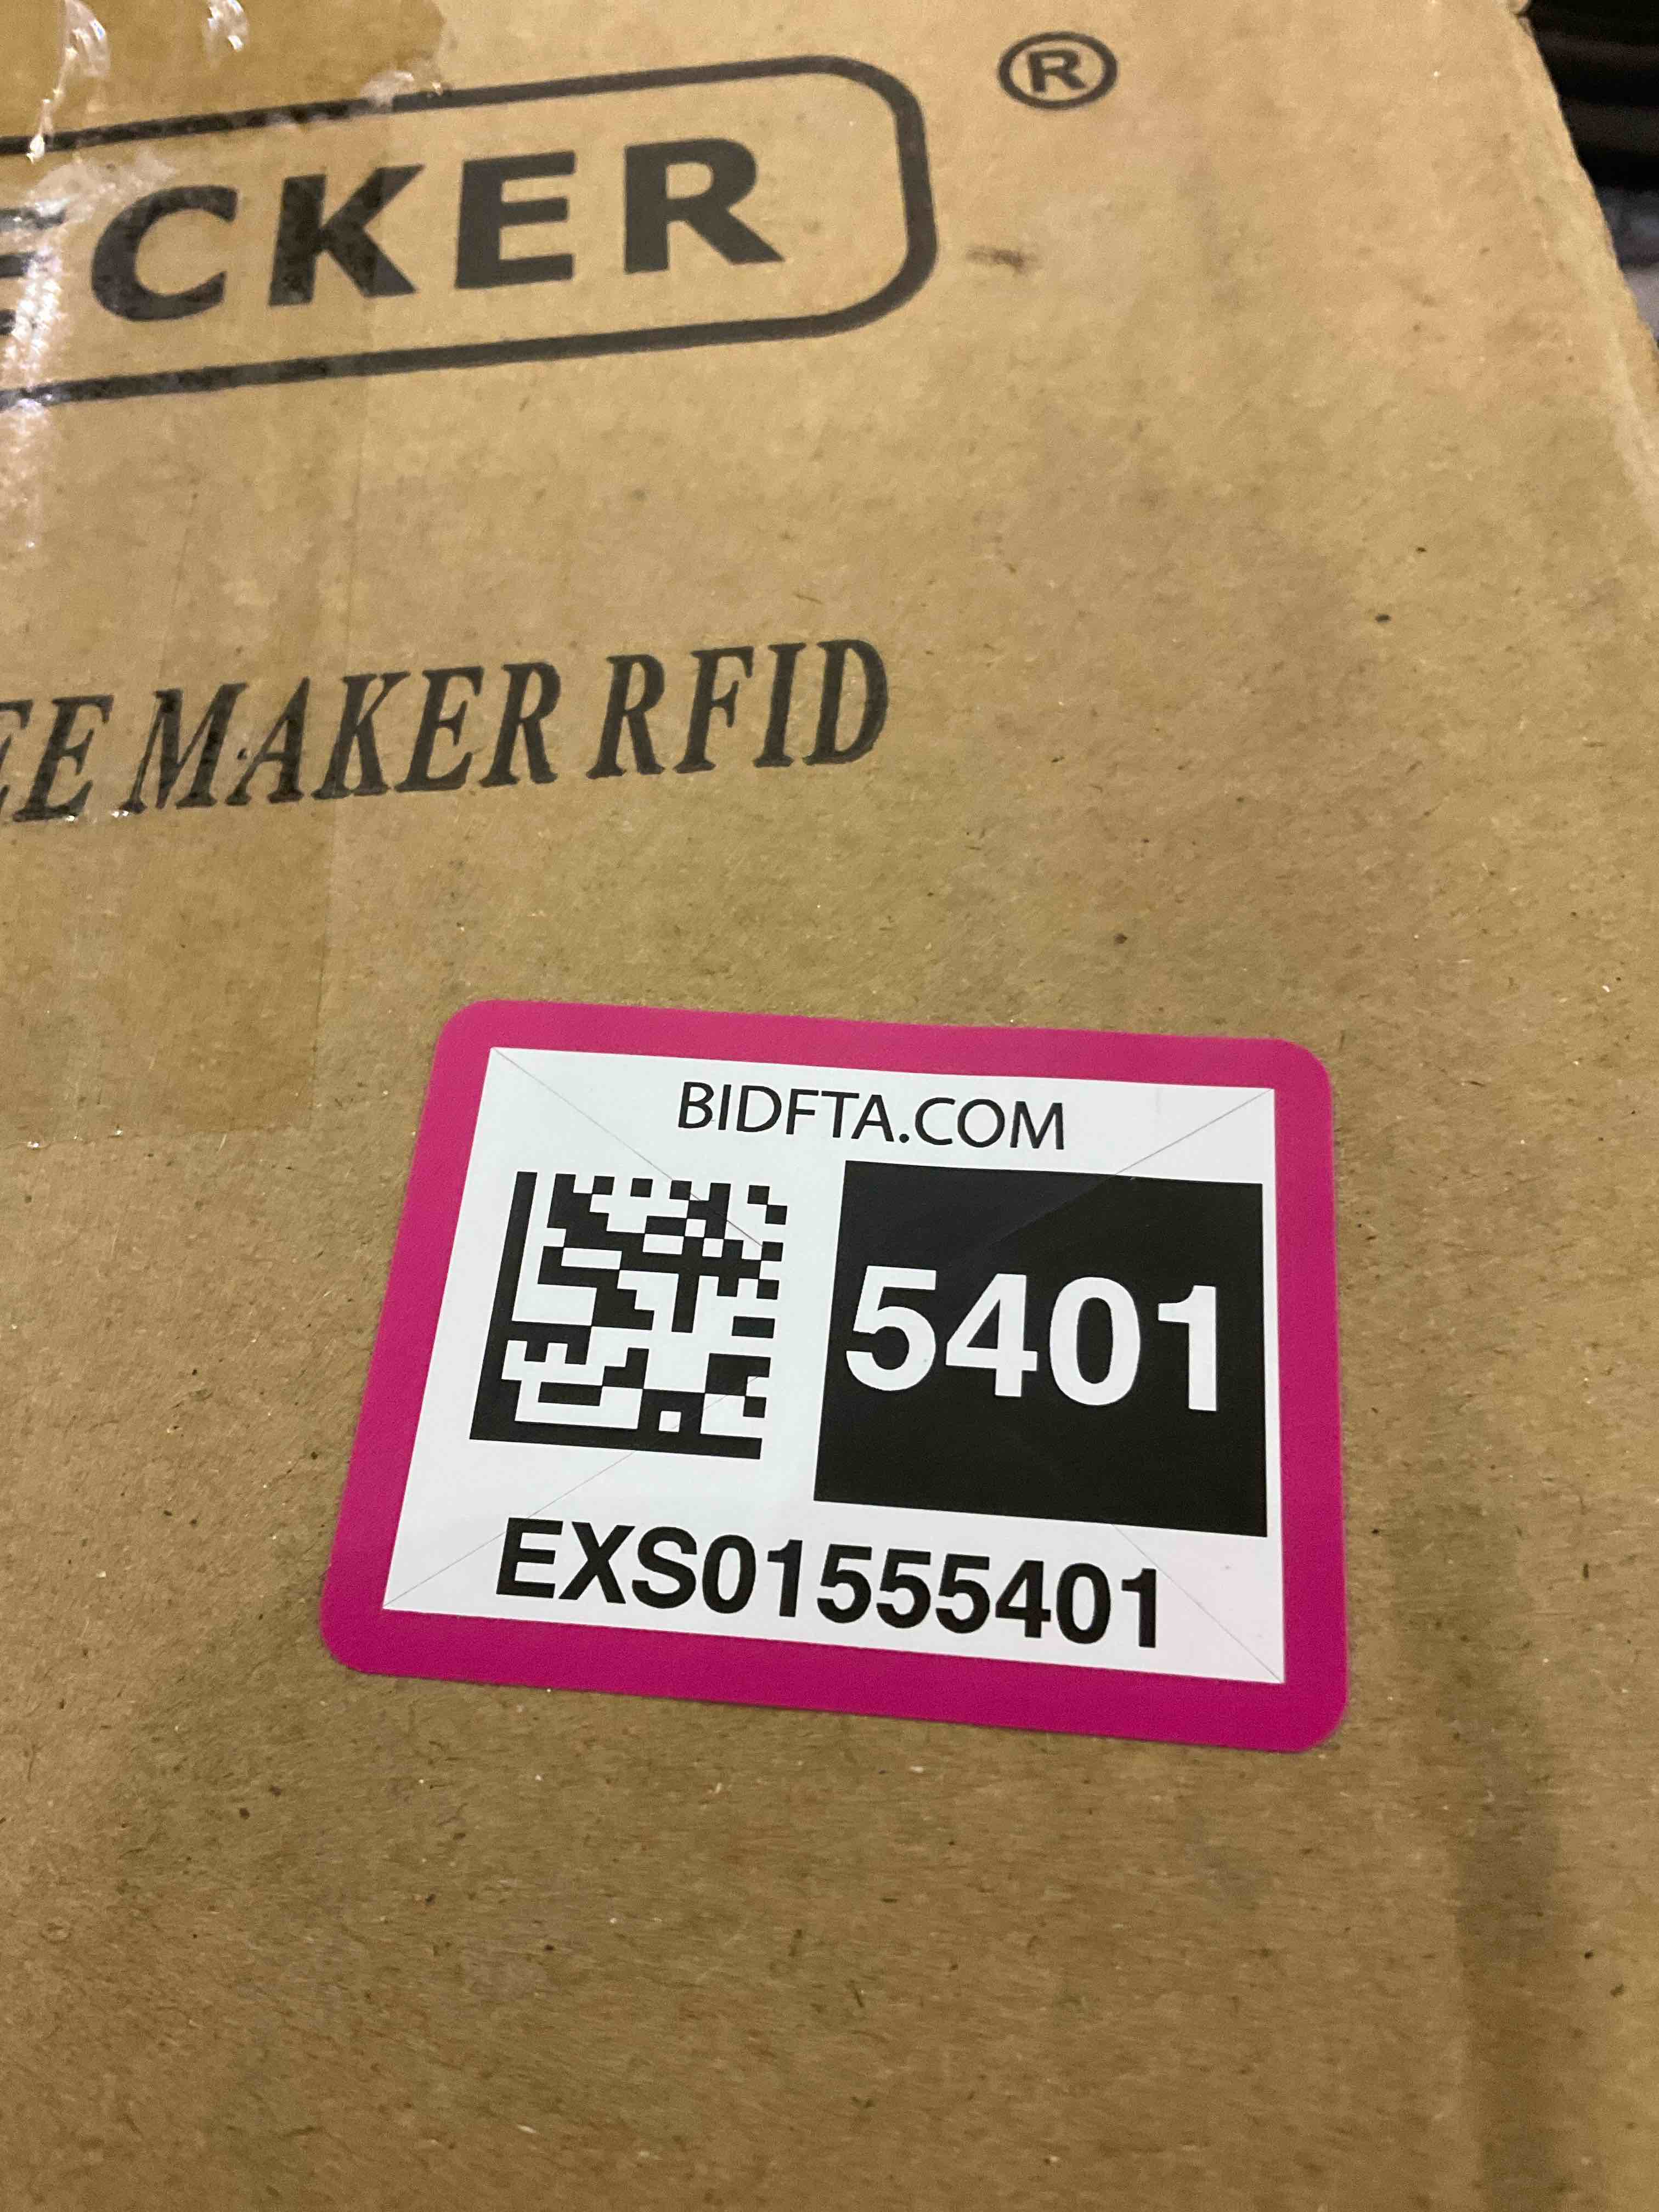 ECKER ®
EE MAKER RFID
BIDFTA.COM
5401
EXS01555401